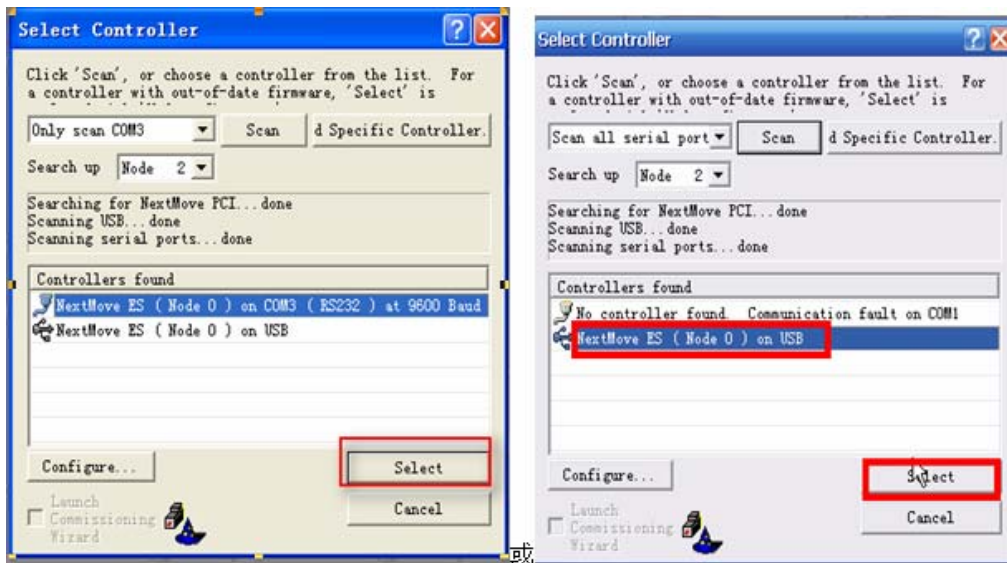 Select Controller
Click 'Scan', or choose a controller from the list. For
a controller with out-of-date firmware, 'Select' is
Only scan COM3
Scan
d Specific Controller.
Search up
Node 2
Searching for NextMove PCI...done
Scanning USB...done
Scanning serial ports...done
Controllers found
NextMove ES ( Node 0 ) on COM3 ( RS232 ) at 9600 Baud
NextMove ES ( Node 0 ) on USB
Configure...
Select
Launch
Commissioning
Wizard
Cancel
或
Select Controller
Click 'Scan', or choose a controller from the list. For
a controller with out-of-date firmware, 'Select' is
Scan all serial port
Scan
d Specific Controller.
Search up
Node 2
Searching for NextMove PCI...done
Scanning USB...done
Scanning serial ports...done
Controllers found
No controller found. Communication fault on COM1
NextMove ES ( Node 0 ) on USB
Configure...
Select
Launch
Commissioning
Wizard
Cancel